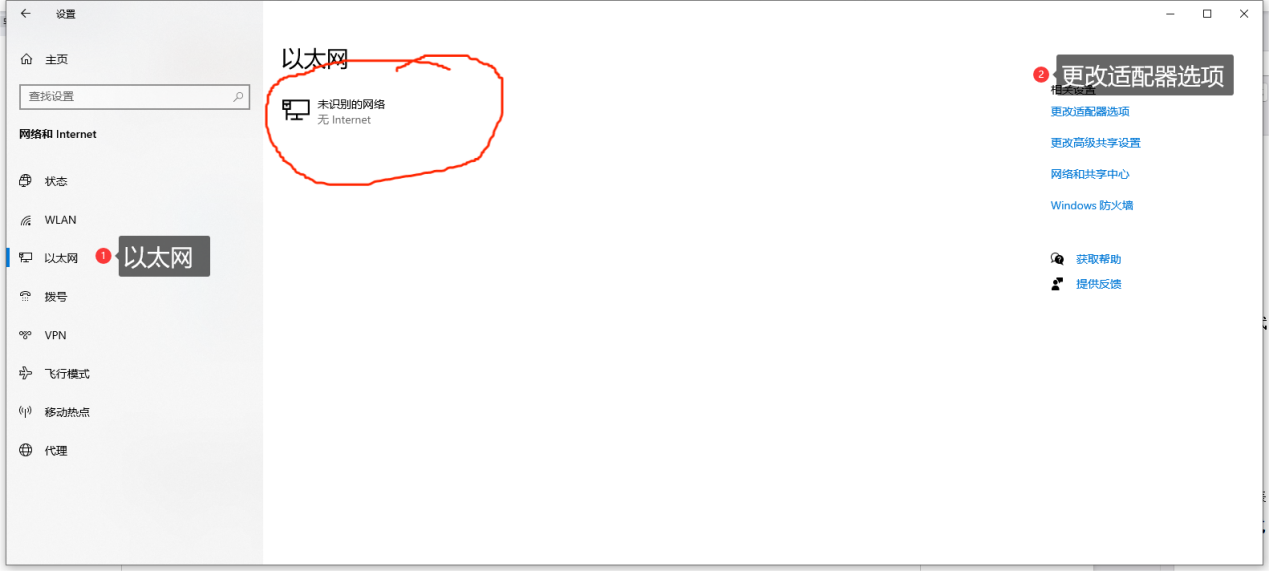 设置
主页
查找设置
网络和 Internet
状态
WLAN
以太网
1 以太网
拨号
VPN
飞行模式
移动热点
代理
以太网
未识别的网络
无 Internet
2 更改适配器选项
相关设置
更改适配器选项
更改高级共享设置
网络和共享中心
Windows 防火墙
获取帮助
提供反馈